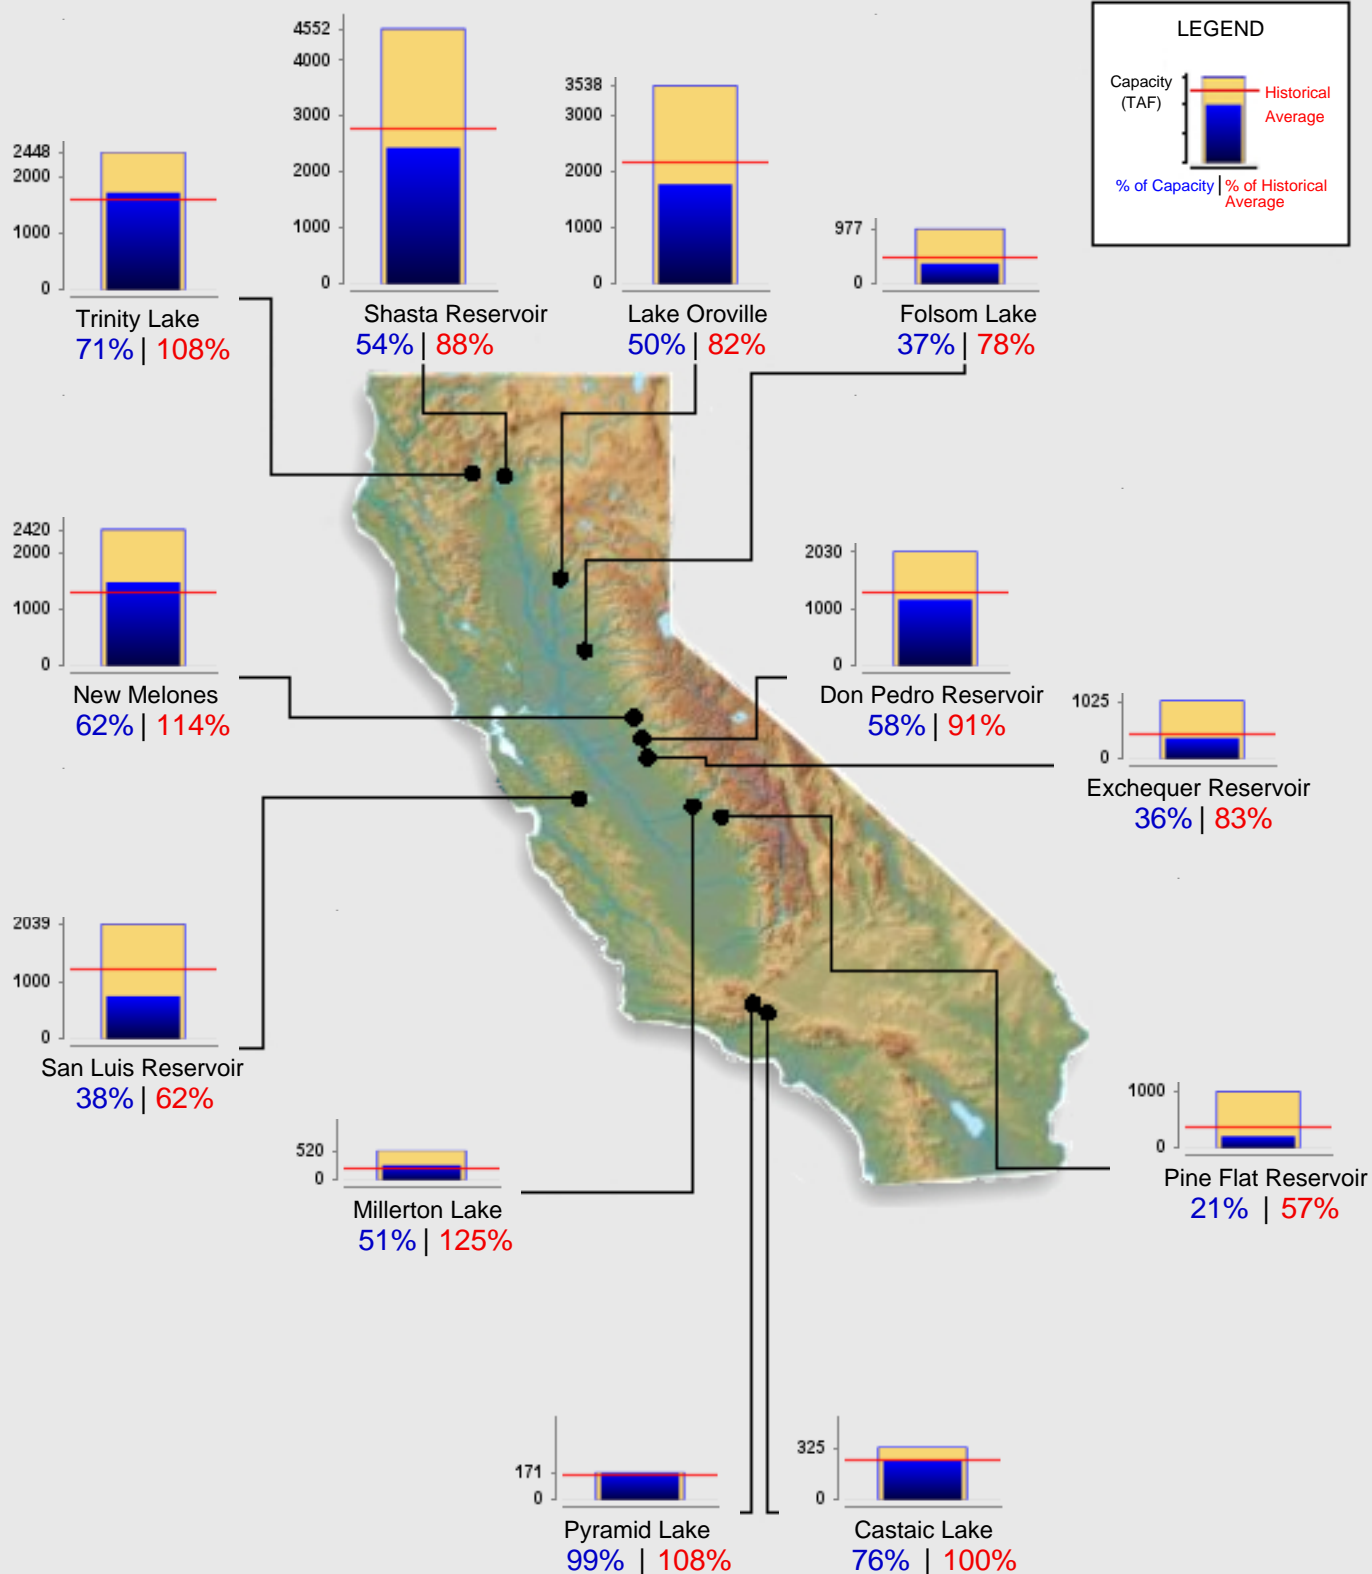 LEGEND
Capacity
(TAF)
Historical
Average
% of Capacity | % of Historical
Average
4552
4000
3000
2000
1000
0
Shasta Reservoir
54% | 88%
3538
3000
2000
1000
0
Lake Oroville
50% | 82%
2448
2000
1000
0
Trinity Lake
71% | 108%
977
0
Folsom Lake
37% | 78%
2420
2000
1000
0
New Melones
62% | 114%
2030
1000
0
Don Pedro Reservoir
58% | 91%
1025
0
Exchequer Reservoir
36% | 83%
2039
1000
0
San Luis Reservoir
38% | 62%
520
0
Millerton Lake
51% | 125%
1000
0
Pine Flat Reservoir
21% | 57%
171
0
Pyramid Lake
99% | 108%
325
0
Castaic Lake
76% | 100%